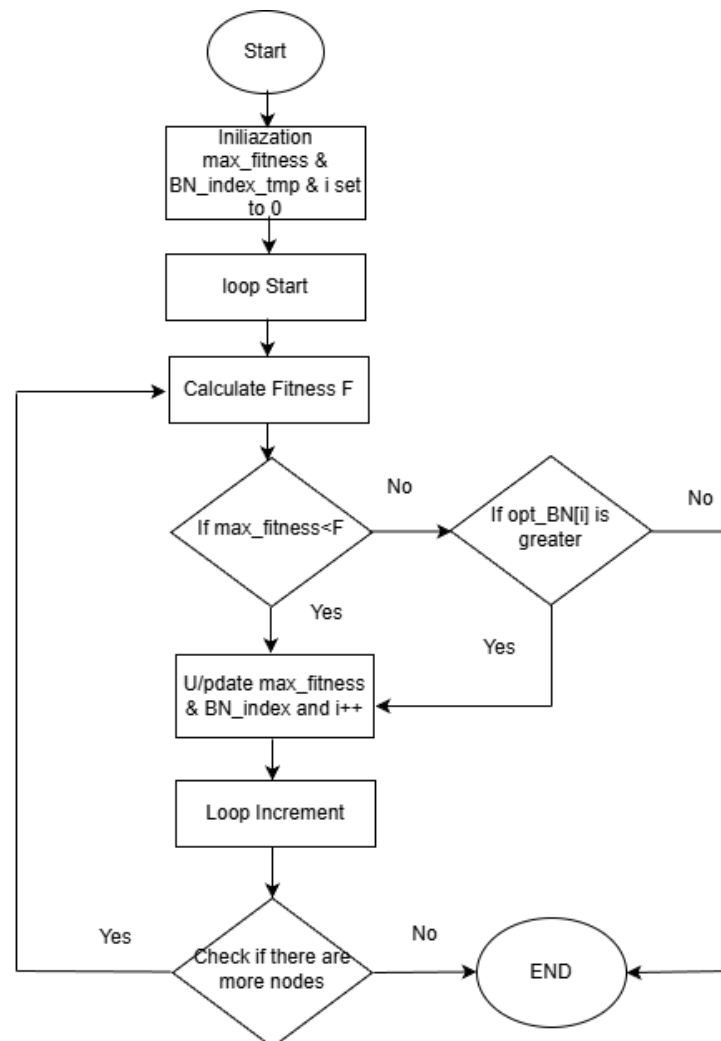 Start
Iniliazation
max_fitness &
BN_index_tmp & i set
to 0
loop Start
Calculate Fitness F
If max_fitness<F
No
If opt_BN[i] is
greater
No
Yes
Yes
U/pdate max_fitness
& BN_index and i++
Loop Increment
Yes
Check if there are
more nodes
No
END